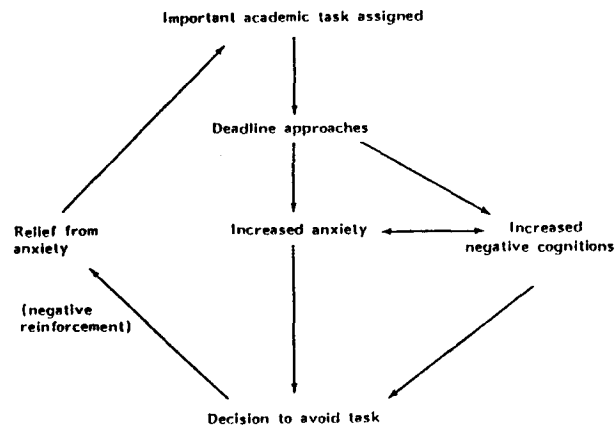 Important academic task assigned
Deadline approaches
Relief from
anxiety
Increased anxiety
Increased
negative cognitions
(negative
reinforcement)
Decision to avoid task